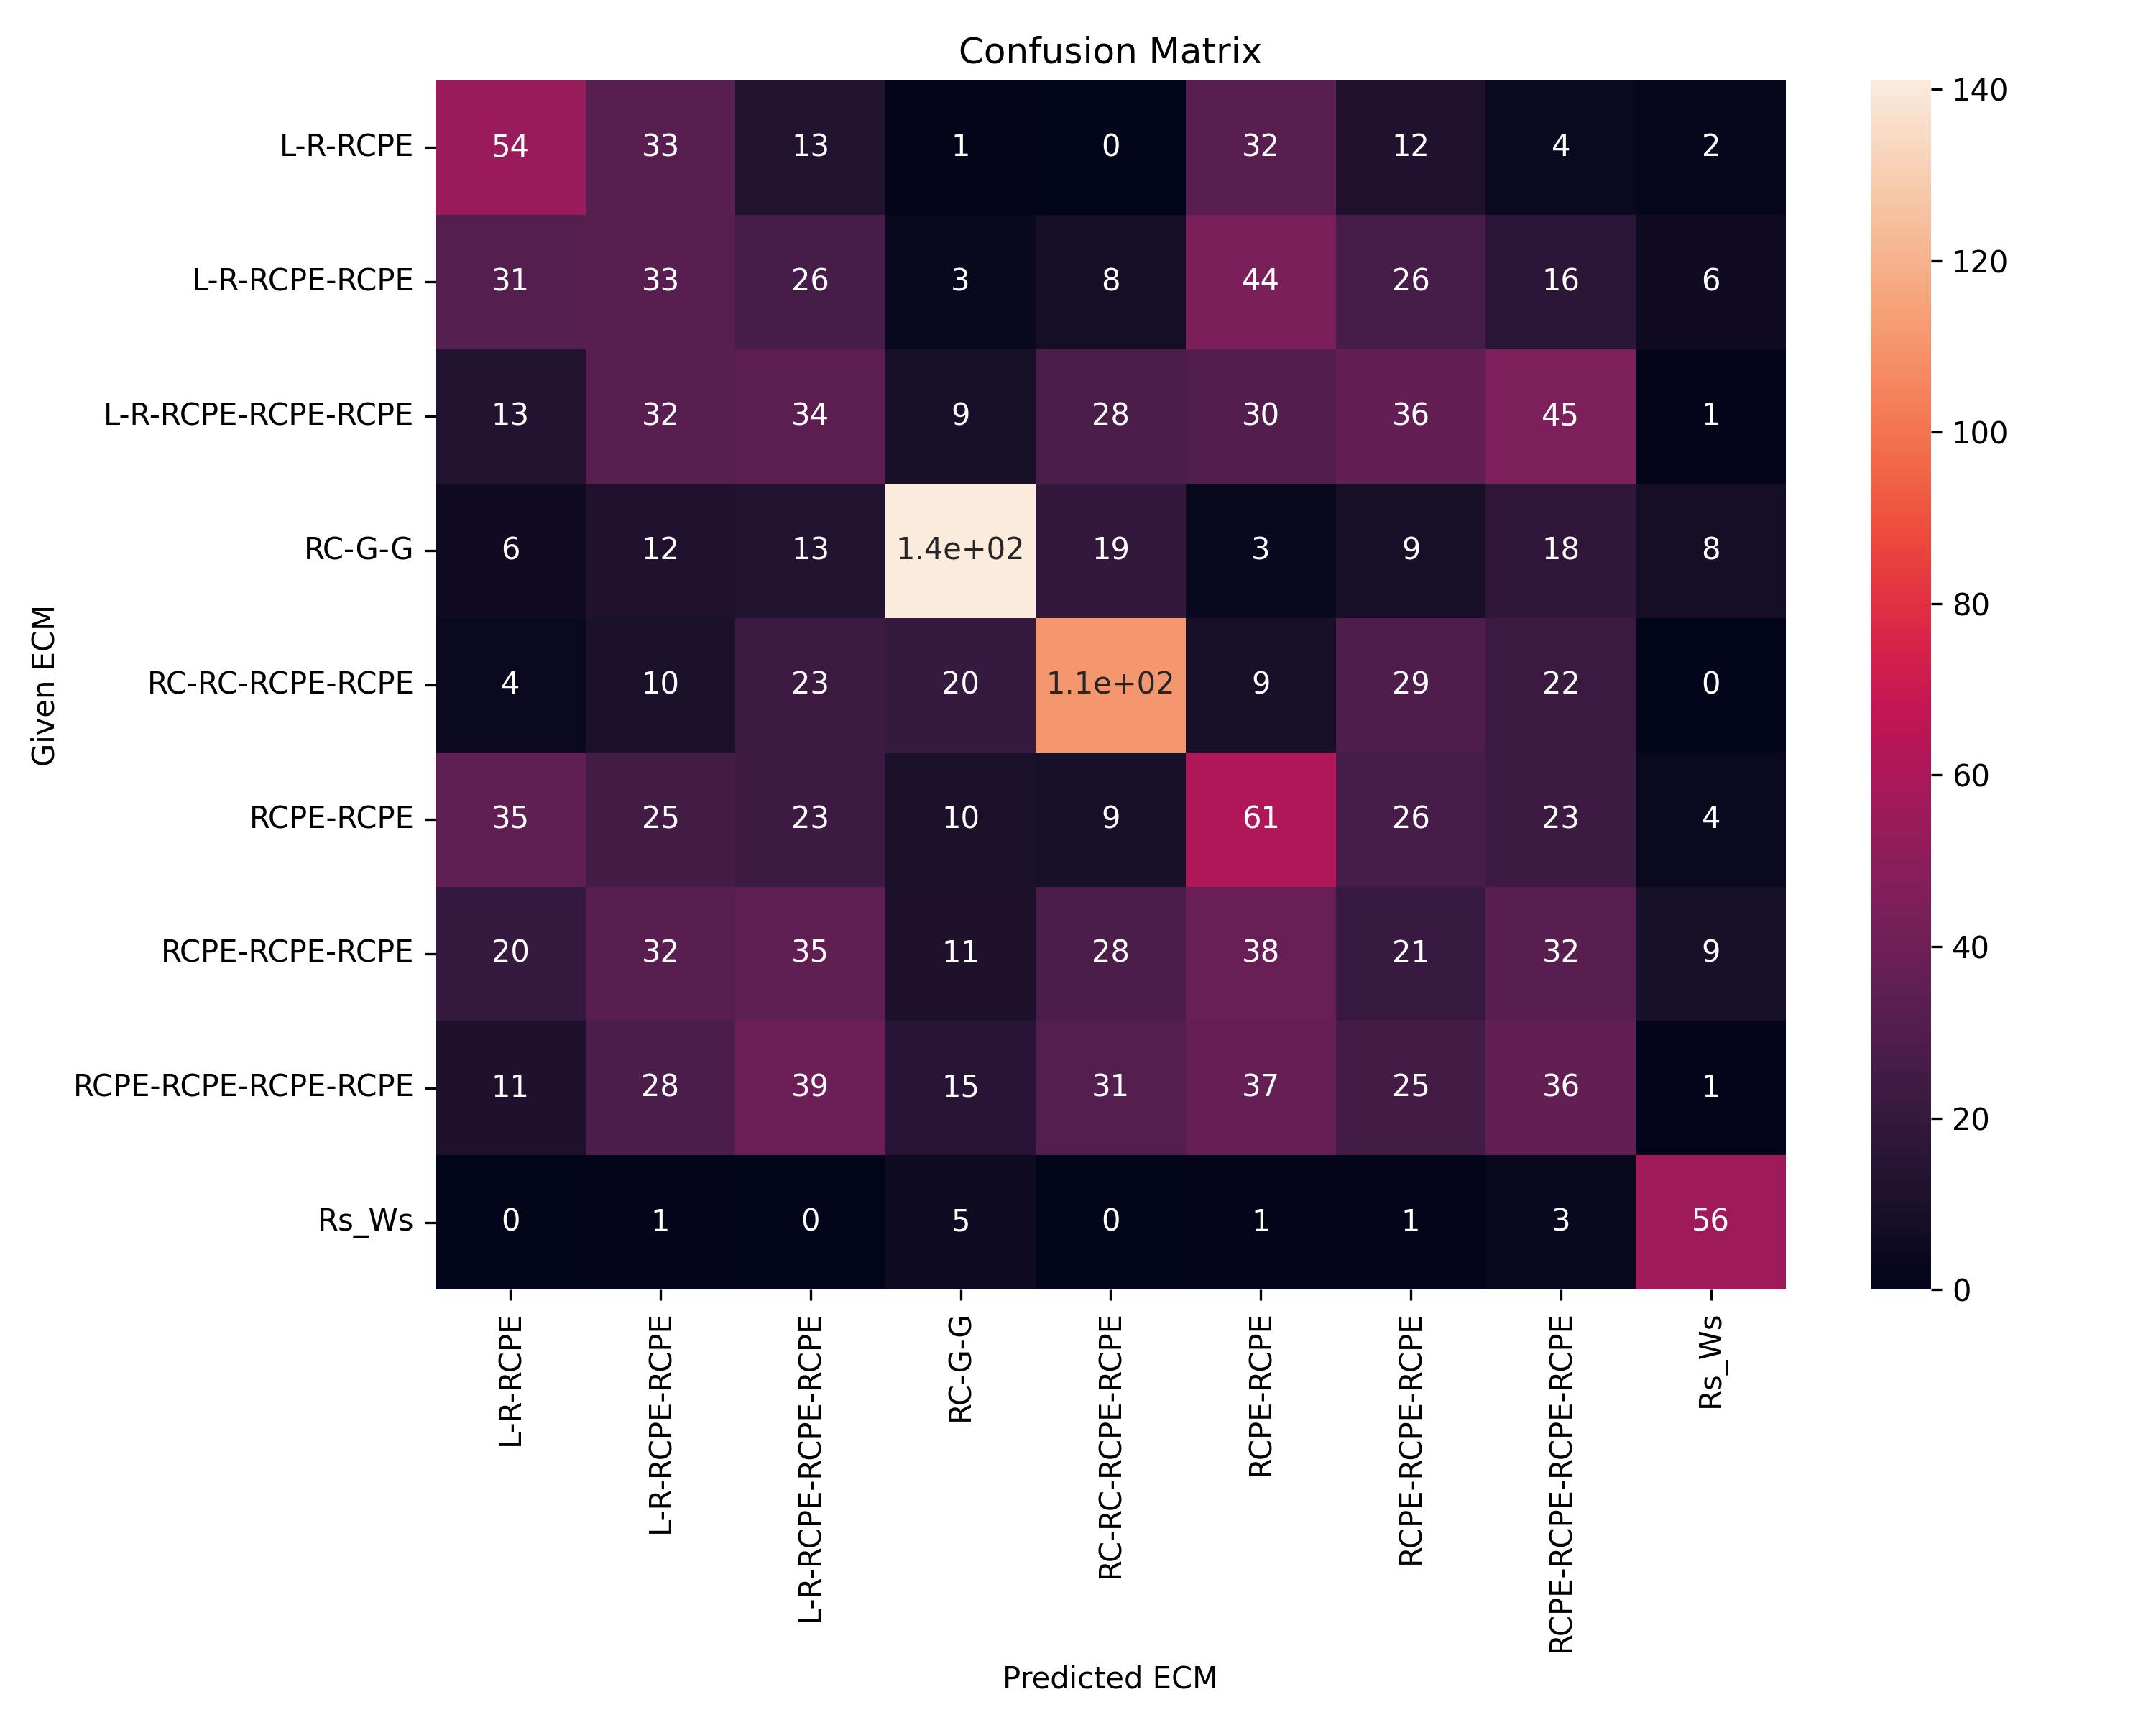 Confusion Matrix
Given ECM
L-R-RCPE 54 33 13 1 0 32 12 4 2
L-R-RCPE-RCPE 31 33 26 3 8 44 26 16 6
L-R-RCPE-RCPE-RCPE 13 32 34 9 28 30 36 45 1
RC-G-G 6 12 13 1.4e+02 19 3 9 18 8
RC-RC-RCPE-RCPE 4 10 23 20 1.1e+02 9 29 22 0
RCPE-RCPE 35 25 23 10 9 61 26 23 4
RCPE-RCPE-RCPE 20 32 35 11 28 38 21 32 9
RCPE-RCPE-RCPE-RCPE 11 28 39 15 31 37 25 36 1
Rs_Ws 0 1 0 5 0 1 1 3 56
L-R-RCPE
L-R-RCPE-RCPE
L-R-RCPE-RCPE-RCPE
RC-G-G
RC-RC-RCPE-RCPE
RCPE-RCPE
RCPE-RCPE-RCPE
RCPE-RCPE-RCPE-RCPE
Rs_Ws
Predicted ECM
140
120
100
80
60
40
20
0